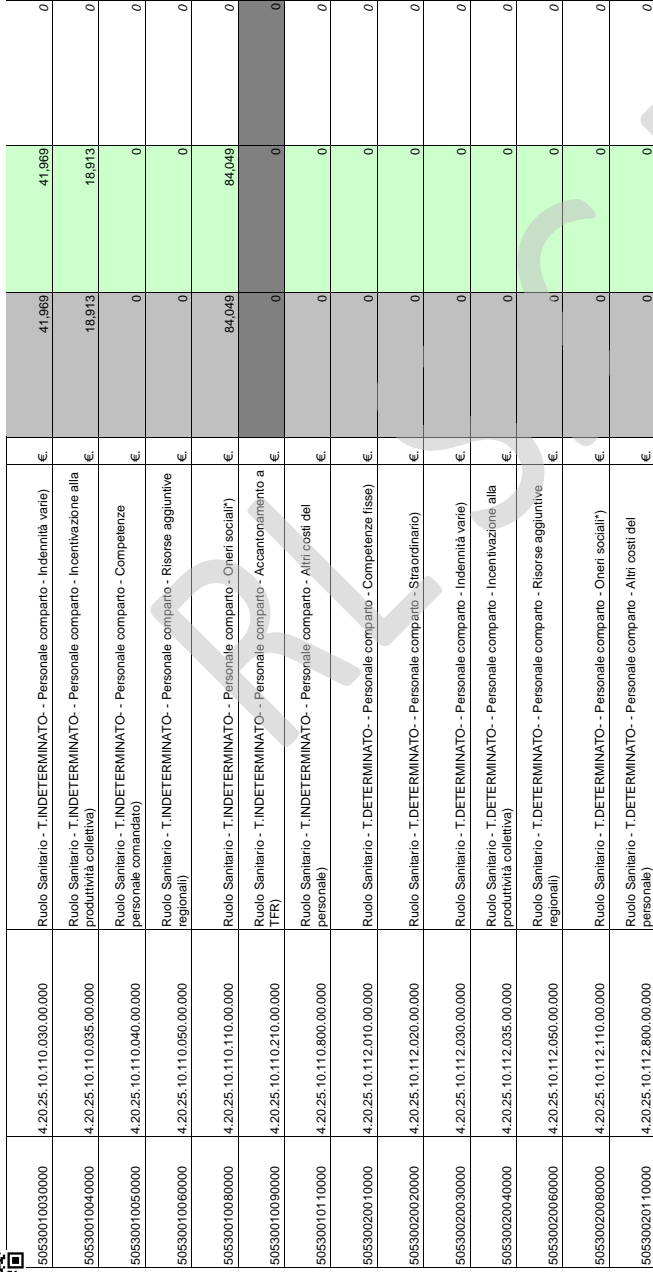 50530010030000 4.20.25.10.110.030.00.000 Ruolo Sanitario - T.INDETERMINATO- - Personale comparto - Indennità varie) €. 41,969 41,969 0
50530010040000 4.20.25.10.110.035.00.000 Ruolo Sanitario - T.INDETERMINATO- - Personale comparto - Incentivazione alla
produttività collettiva) €. 18,913 18,913 0
50530010050000 4.20.25.10.110.040.00.000 Ruolo Sanitario - T.INDETERMINATO- - Personale comparto - Competenze
personale comandato) €. 0 0 0
50530010060000 4.20.25.10.110.050.00.000 Ruolo Sanitario - T.INDETERMINATO- - Personale comparto - Risorse aggiuntive
regionali) €. 0 0 0
50530010080000 4.20.25.10.110.110.00.000 Ruolo Sanitario - T.INDETERMINATO- - Personale comparto - Oneri sociali*) €. 84,049 84,049 0
50530010090000 4.20.25.10.110.210.00.000 Ruolo Sanitario - T.INDETERMINATO- - Personale comparto - Accantonamento a
TFR) €. 0 0 0
50530010110000 4.20.25.10.110.800.00.000 Ruolo Sanitario - T.INDETERMINATO- - Personale comparto - Altri costi del
personale) €. 0 0 0
50530020010000 4.20.25.10.112.010.00.000 Ruolo Sanitario - T.DETERMINATO- - Personale comparto - Competenze fisse) €. 0 0 0
50530020020000 4.20.25.10.112.020.00.000 Ruolo Sanitario - T.DETERMINATO- - Personale comparto - Straordinario) €. 0 0 0
50530020030000 4.20.25.10.112.030.00.000 Ruolo Sanitario - T.DETERMINATO- - Personale comparto - Indennità varie) €. 0 0 0
50530020040000 4.20.25.10.112.035.00.000 Ruolo Sanitario - T.DETERMINATO- - Personale comparto - Incentivazione alla
produttività collettiva) €. 0 0 0
50530020060000 4.20.25.10.112.050.00.000 Ruolo Sanitario - T.DETERMINATO- - Personale comparto - Risorse aggiuntive
regionali) €. 0 0 0
50530020080000 4.20.25.10.112.110.00.000 Ruolo Sanitario - T.DETERMINATO- - Personale comparto - Oneri sociali*) €. 0 0 0
50530020110000 4.20.25.10.112.800.00.000 Ruolo Sanitario - T.DETERMINATO- - Personale comparto - Altri costi del
personale) €. 0 0 0